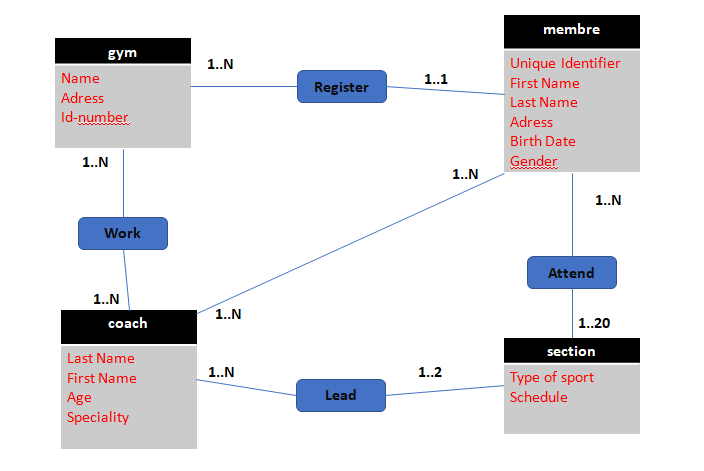 gym
Name
Adress
Id-number
1..N
Register
1..1
membre
Unique Identifier
First Name
Last Name
Adress
Birth Date
Gender
1..N
Work
1..N
1..N
1..N
1..N
Attend
1..20
coach
Last Name
First Name
Age
Speciality
1..N
Lead
1..2
section
Type of sport
Schedule